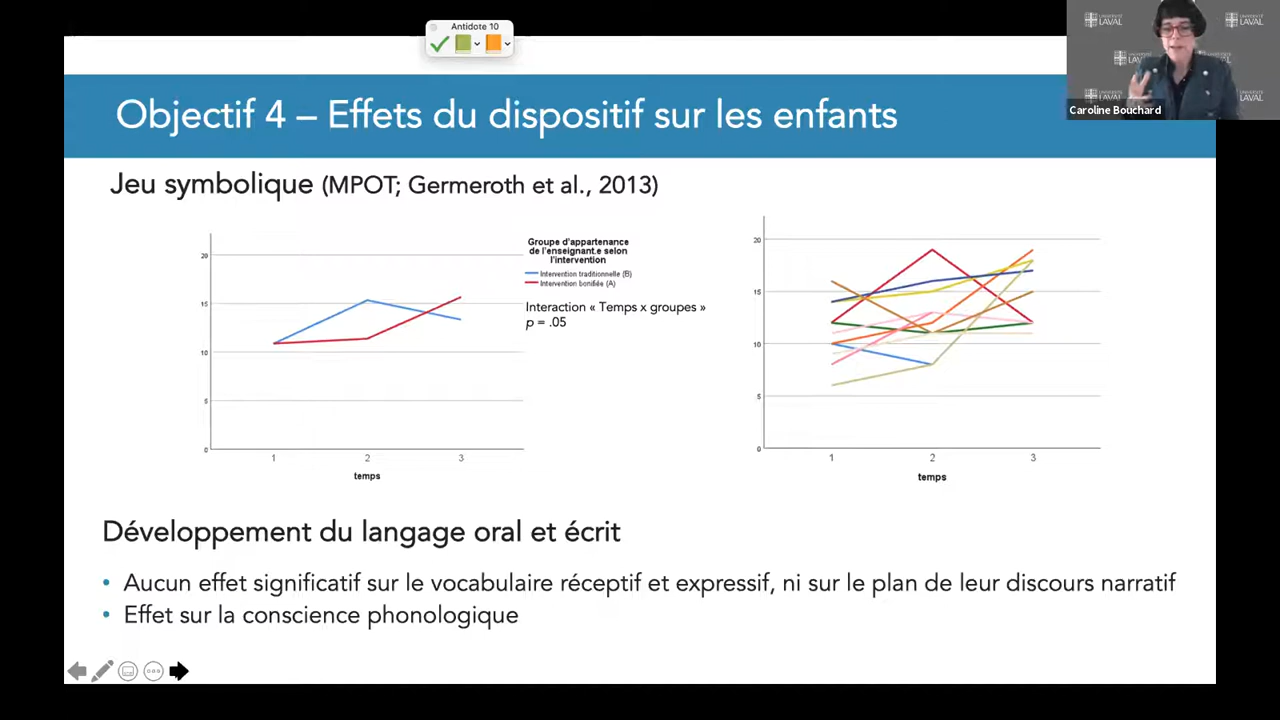 Antidote 10
UNIVERSITÉ LAVAL
UNIVERSITÉ LAVAL
Caroline Bouchard
Objectif 4 – Effets du dispositif sur les enfants
Jeu symbolique (MPOT; Germeroth et al., 2013)
Groupe d'appartenance
de l'enseignant.e selon
l'intervention
Intervention traditionnelle (B)
Intervention bonifiée (A)
Interaction « Temps x groupes »
p = .05
20
15
10
5
0
1 2 3
temps
20
15
10
5
0
1 2 3
temps
Développement du langage oral et écrit
• Aucun effet significatif sur le vocabulaire réceptif et expressif, ni sur le plan de leur discours narratif
• Effet sur la conscience phonologique